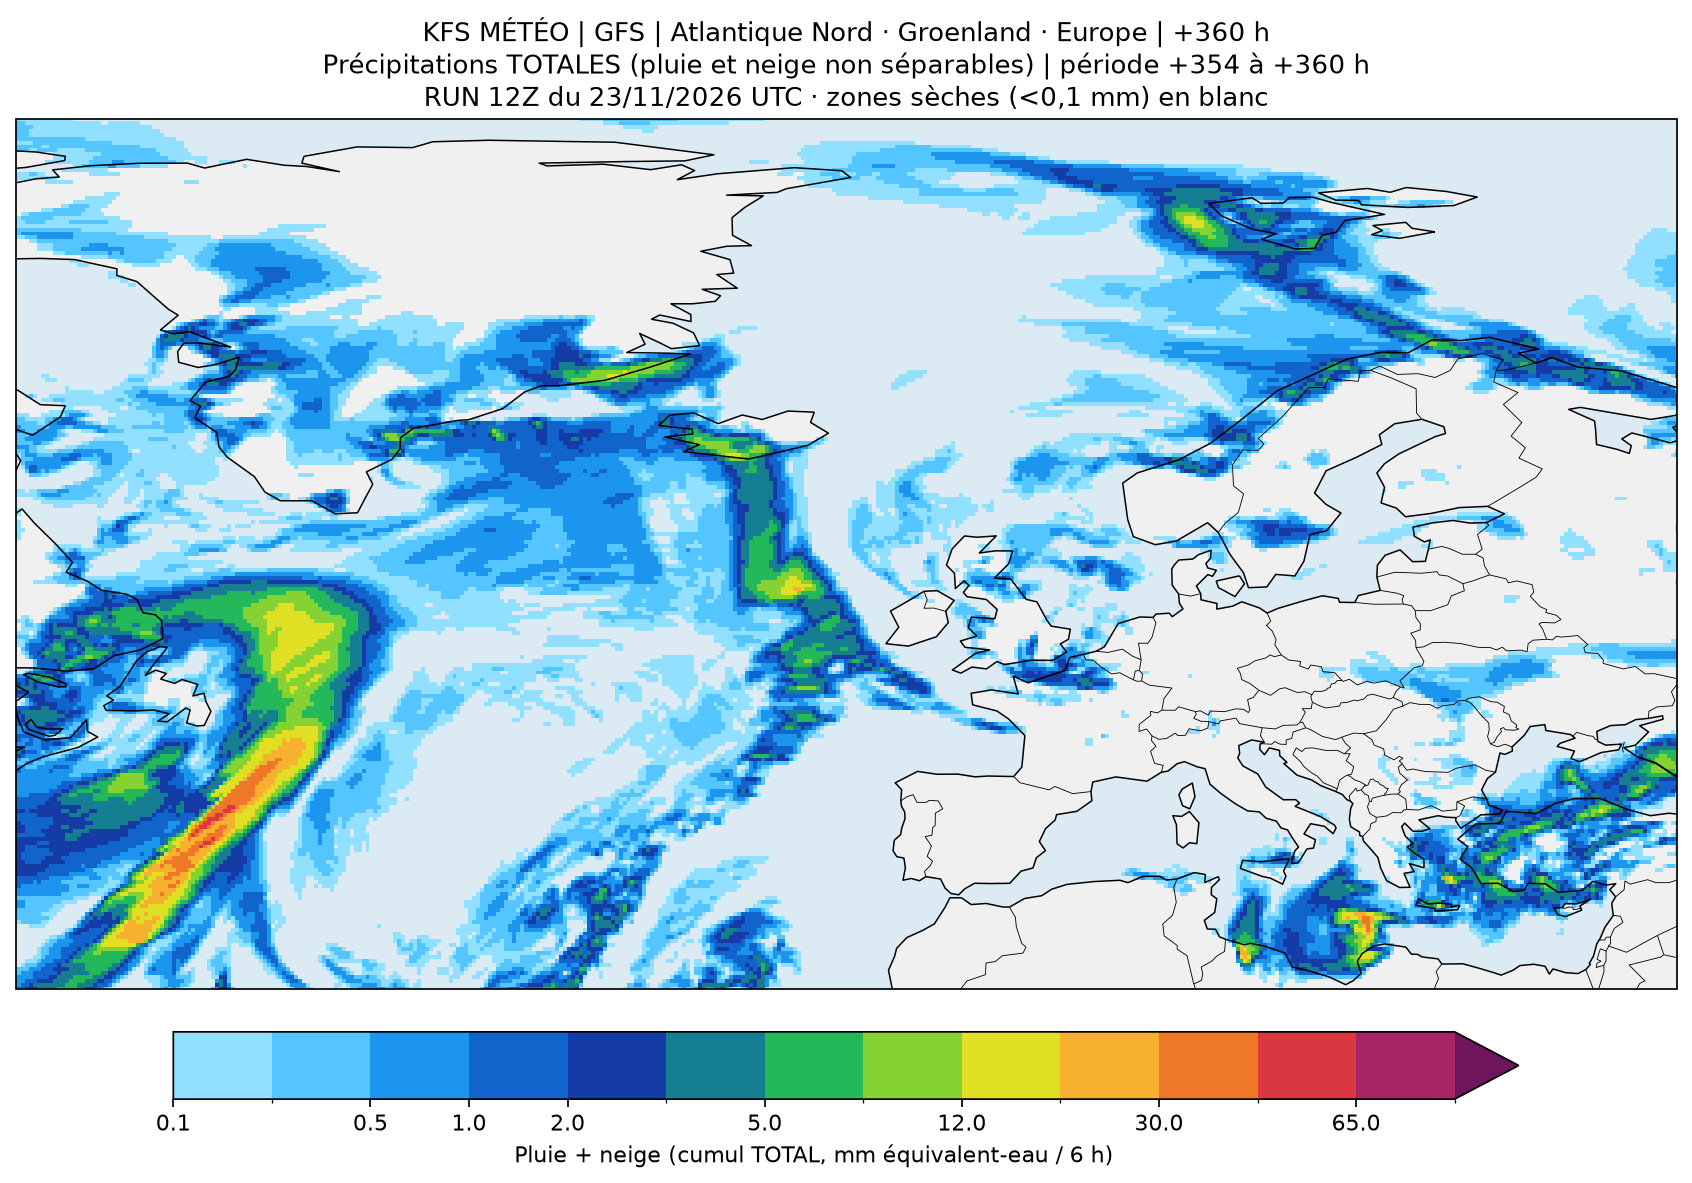 KFS MÉTÉO | GFS | Atlantique Nord · Groenland · Europe | +360 h
Précipitations TOTALES (pluie et neige non séparables) | période +354 à +360 h
RUN 12Z du 23/11/2026 UTC · zones sèches (<0,1 mm) en blanc
0.1 0.5 1.0 2.0 5.0 12.0 30.0 65.0
Pluie + neige (cumul TOTAL, mm équivalent-eau / 6 h)